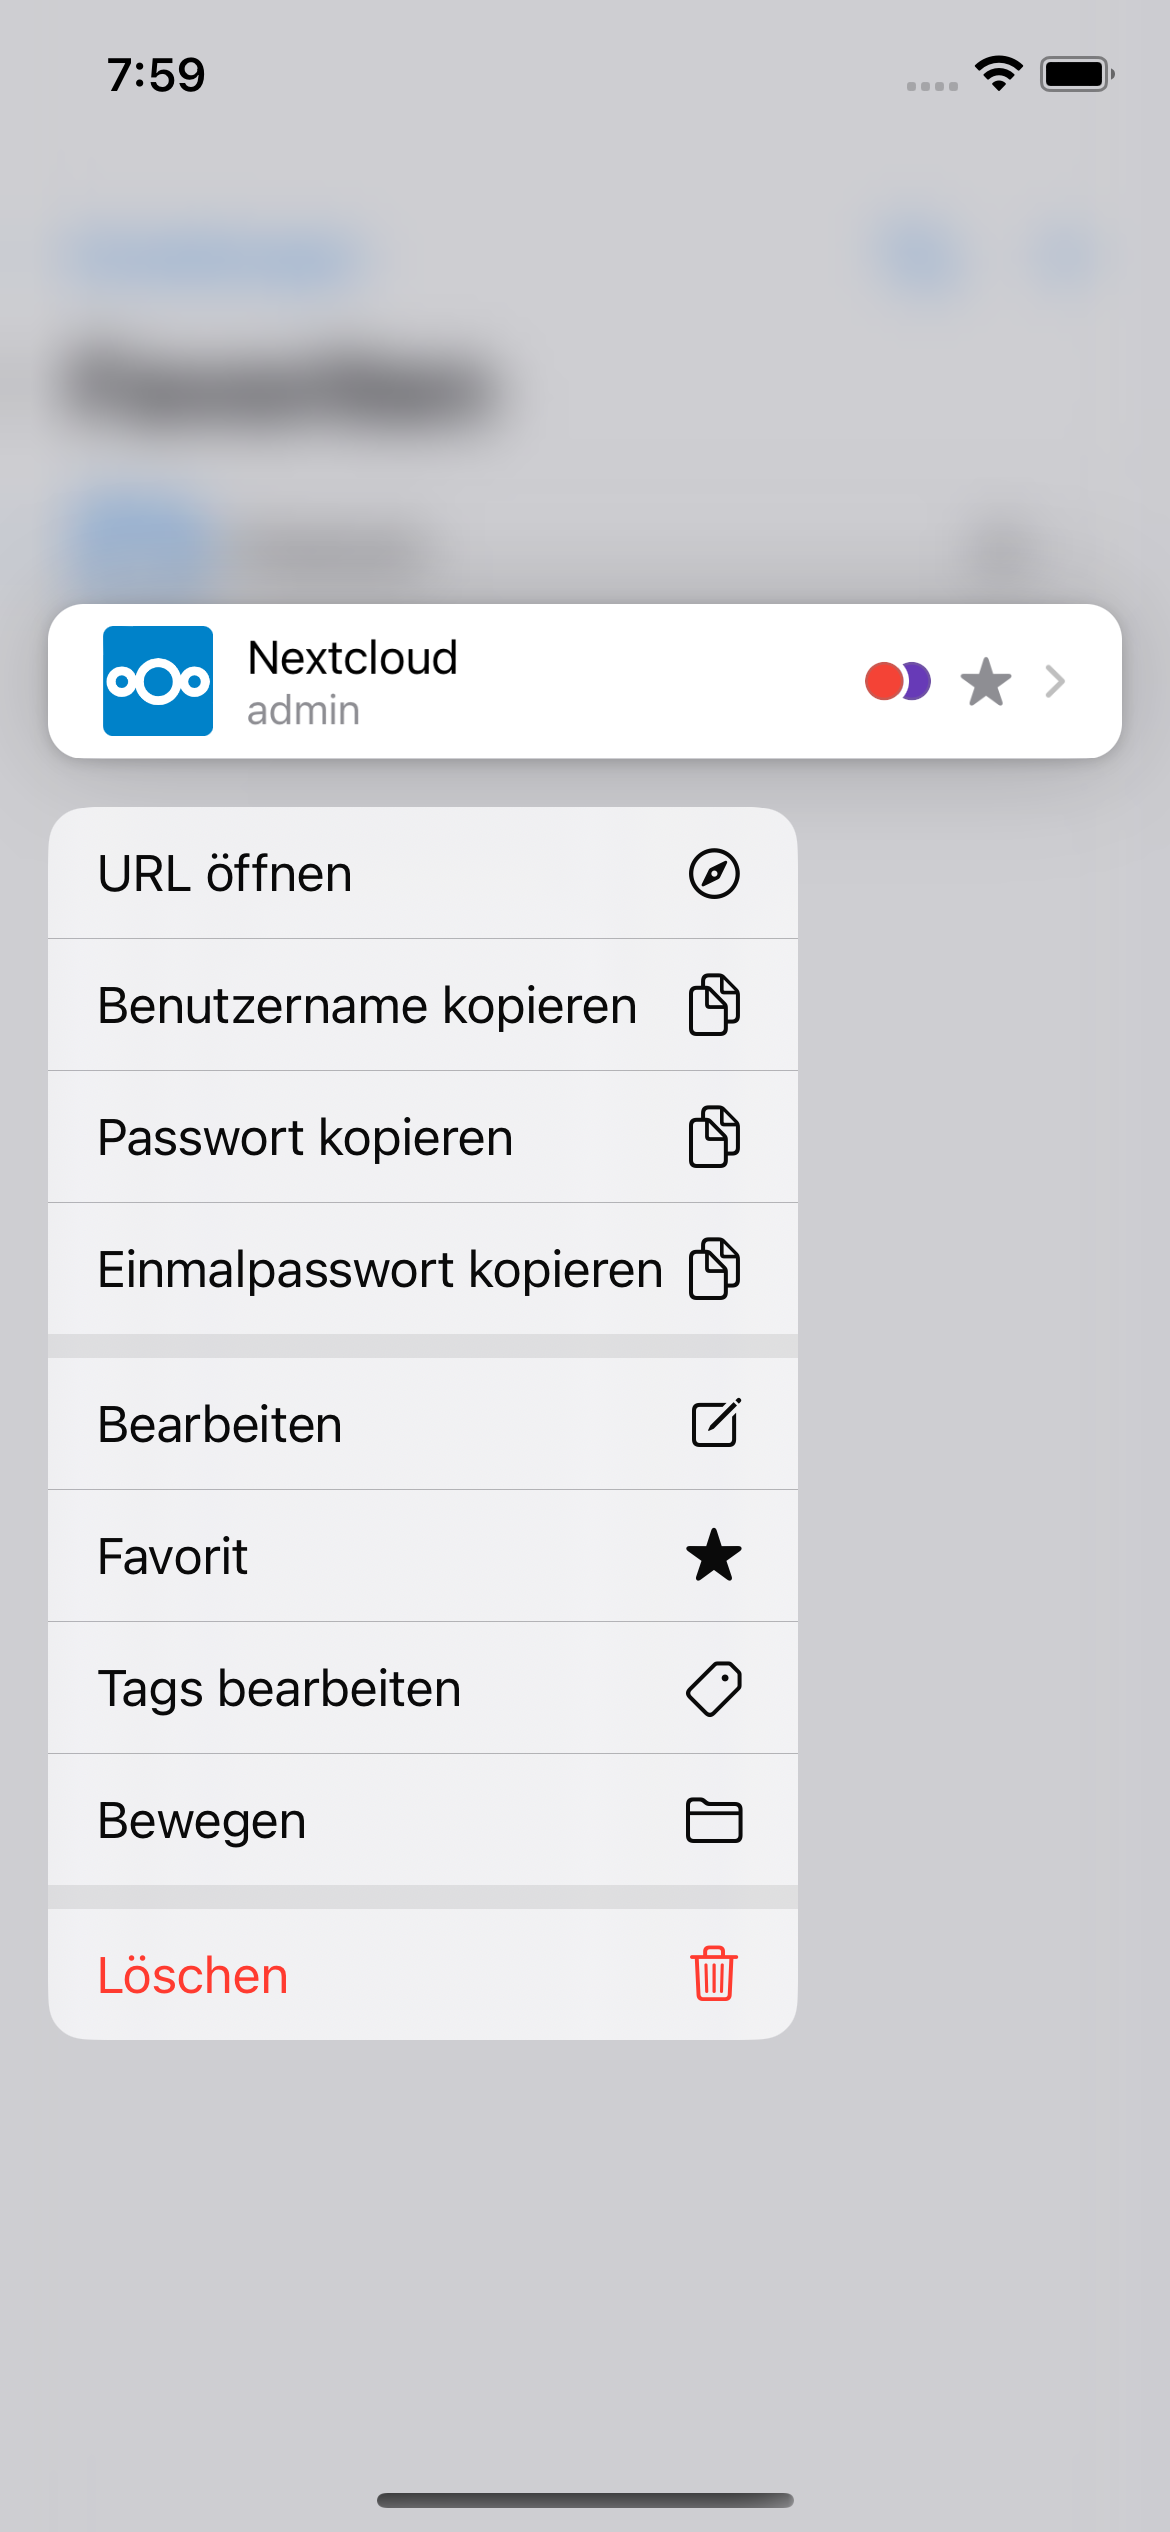 7:59
Nextcloud
admin
URL öffnen
Benutzername kopieren
Passwort kopieren
Einmalpasswort kopieren
Bearbeiten
Favorit
Tags bearbeiten
Bewegen
Löschen